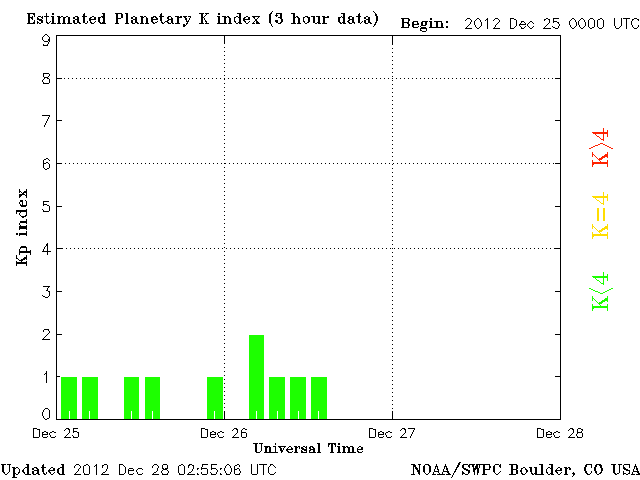 Estimated Planetary K index (3 hour data) Begin: 2012 Dec 25 0000 UTC
9
8
7
6
5
4
3
2
1
0
Kp index
K>4
K=4
K<4
Dec 25 Dec 26 Dec 27 Dec 28
Universal Time
Updated 2012 Dec 28 02:55:06 UTC NOAA/SWPC Boulder, CO USA